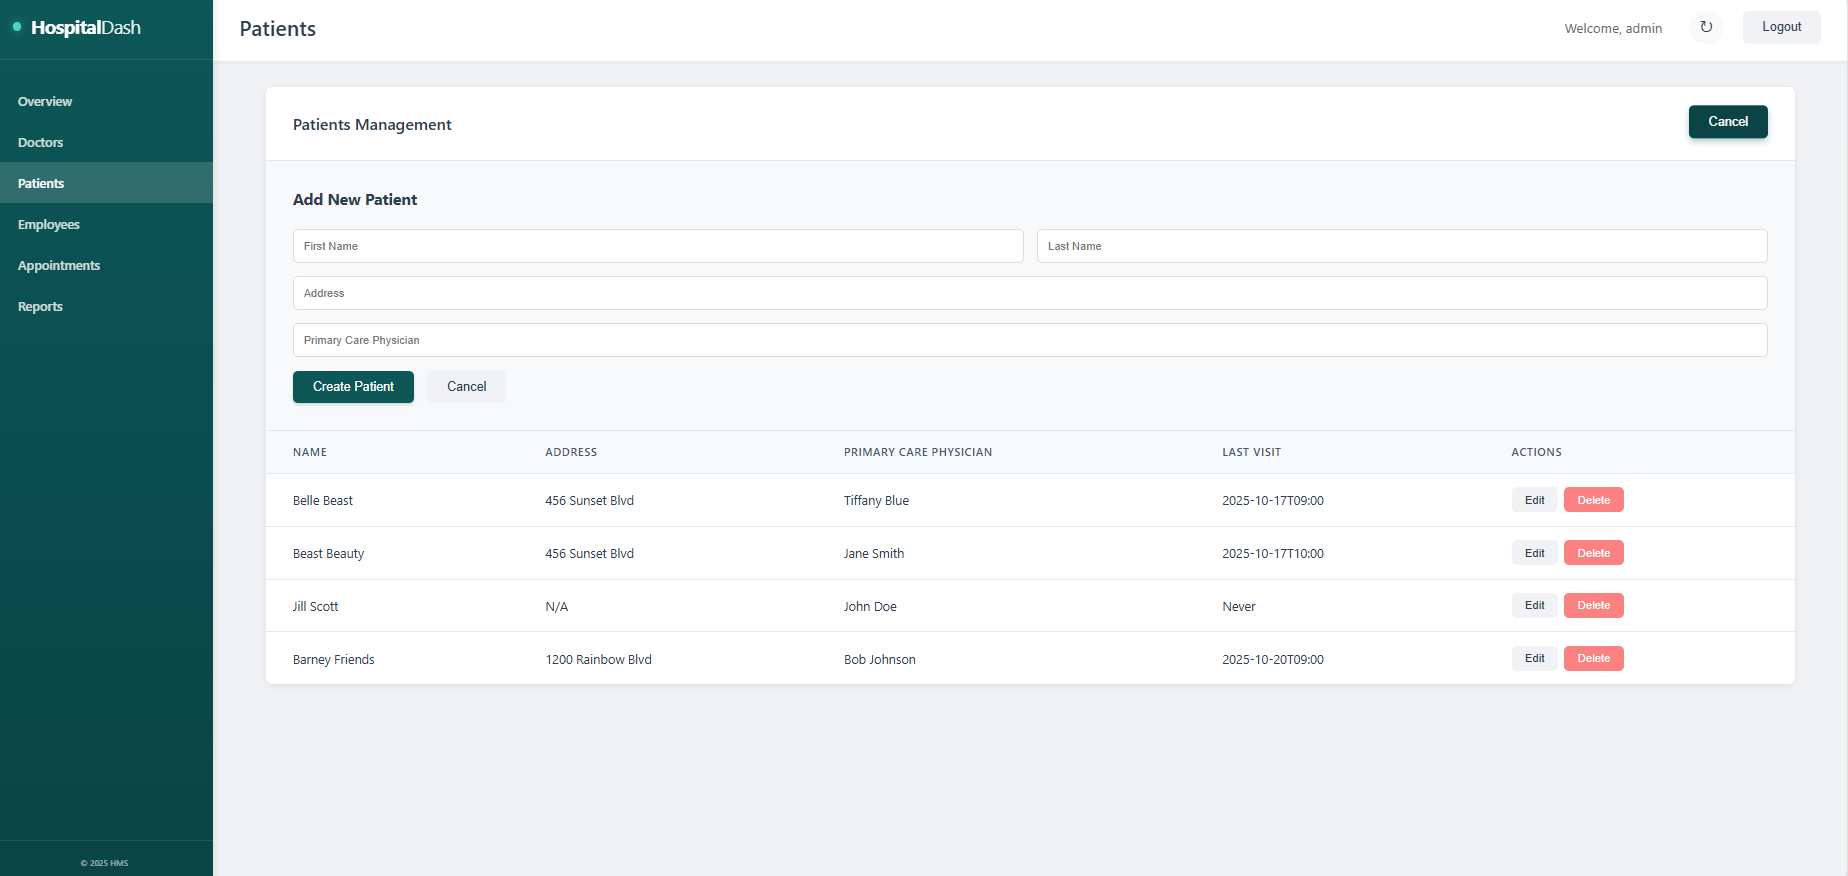 HospitalDash
Patients
Welcome, admin
↻
Logout
Overview
Doctors
Patients
Employees
Appointments
Reports
Patients Management
Cancel
Add New Patient
First Name
Last Name
Address
Primary Care Physician
Create Patient
Cancel
NAME ADDRESS PRIMARY CARE PHYSICIAN LAST VISIT ACTIONS
Belle Beast 456 Sunset Blvd Tiffany Blue 2025-10-17T09:00 Edit Delete
Beast Beauty 456 Sunset Blvd Jane Smith 2025-10-17T10:00 Edit Delete
Jill Scott N/A John Doe Never Edit Delete
Barney Friends 1200 Rainbow Blvd Bob Johnson 2025-10-20T09:00 Edit Delete
© 2025 HMS